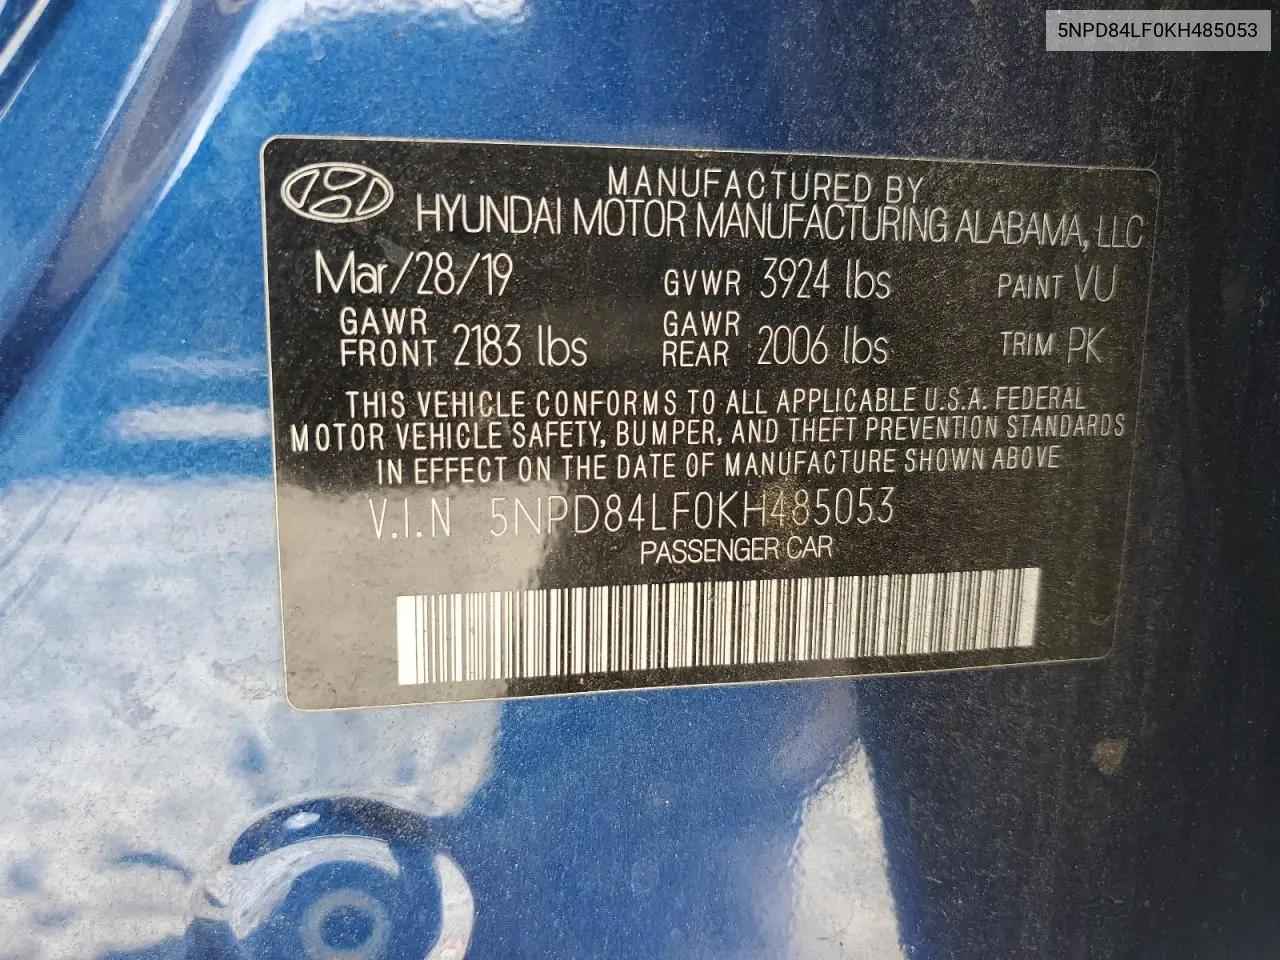 5NPD84LF0KH485053
MANUFACTURED BY
HYUNDAI MOTOR MANUFACTURING ALABAMA, LLC
Mar/28/19 GVWR 3924 lbs PAINT VU
GAWR FRONT 2183 lbs GAWR REAR 2006 lbs TRIM PK
THIS VEHICLE CONFORMS TO ALL APPLICABLE U.S.A. FEDERAL
MOTOR VEHICLE SAFETY, BUMPER, AND THEFT PREVENTION STANDARDS
IN EFFECT ON THE DATE OF MANUFACTURE SHOWN ABOVE
V.I.N 5NPD84LF0KH485053
PASSENGER CAR